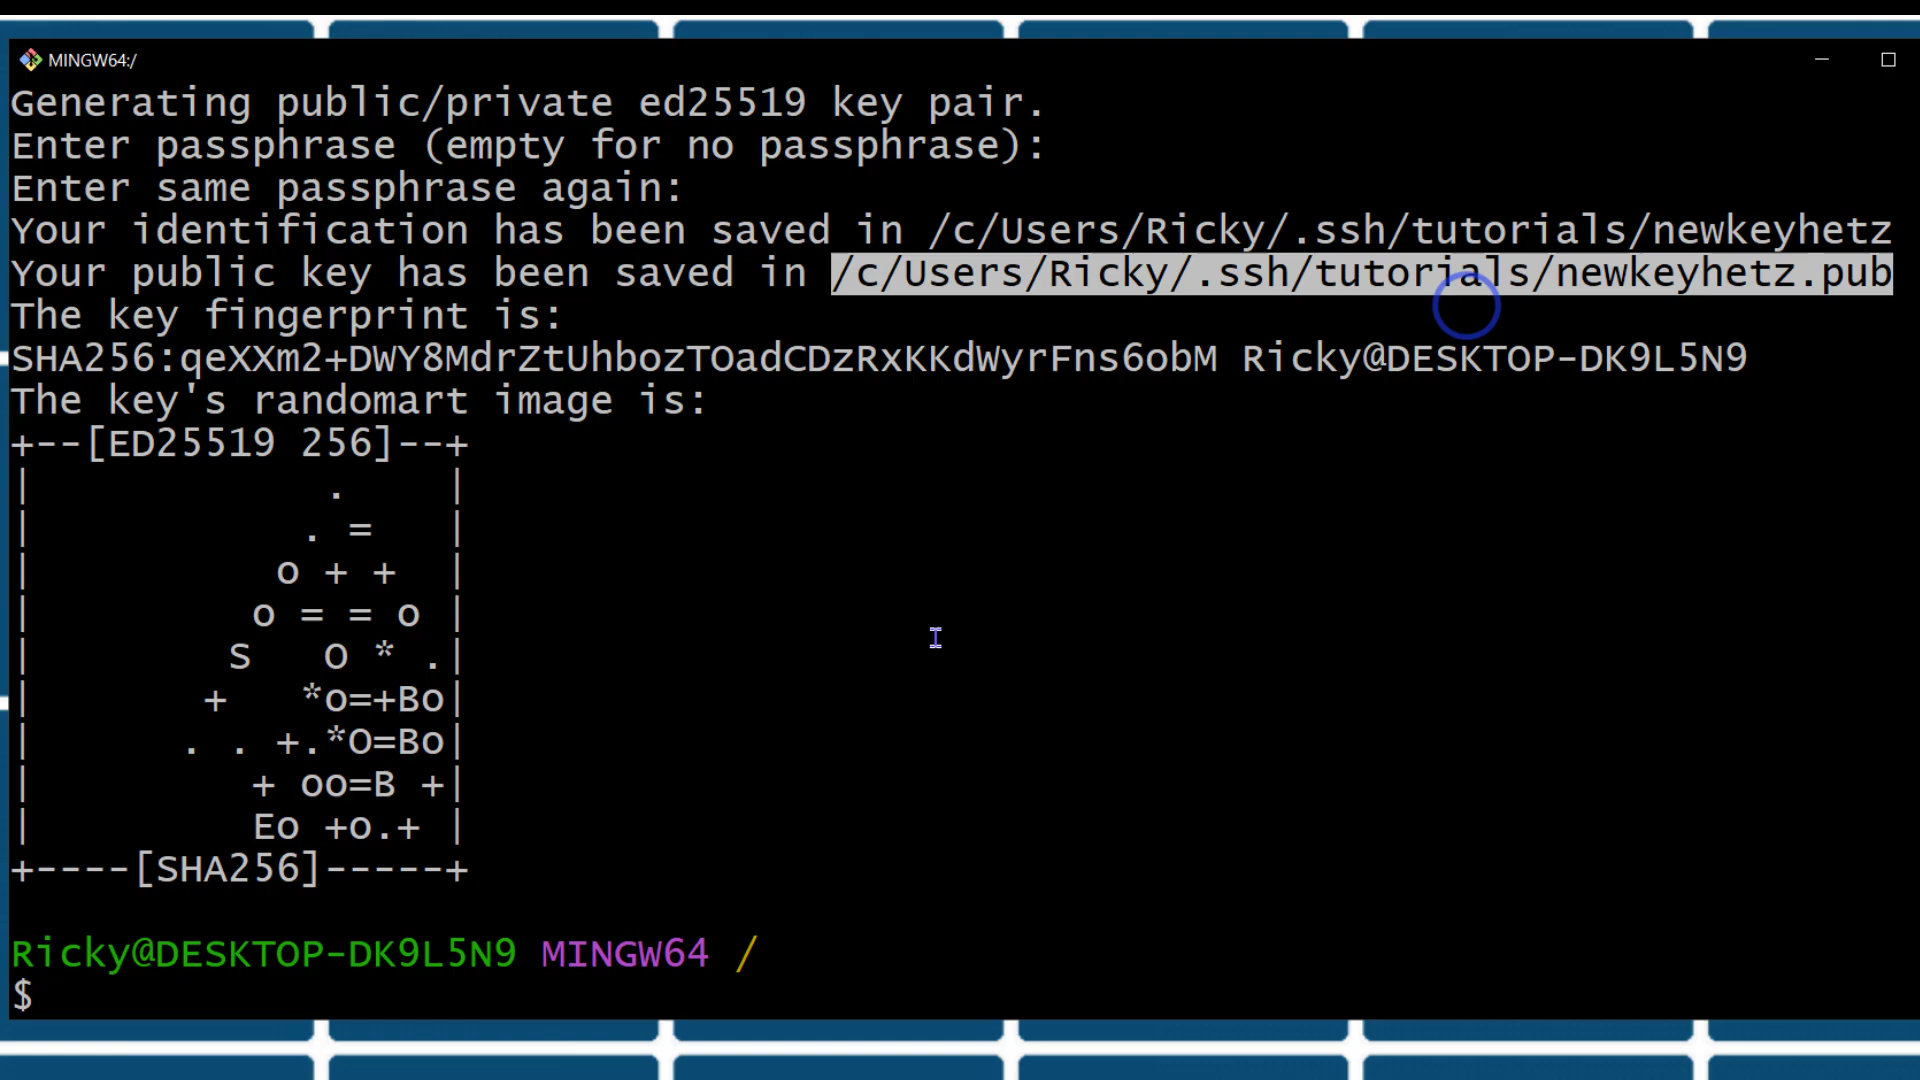 MINGW64:/
Generating public/private ed25519 key pair.
Enter passphrase (empty for no passphrase):
Enter same passphrase again:
Your identification has been saved in /c/Users/Ricky/.ssh/tutorials/newkeyhetz
Your public key has been saved in /c/Users/Ricky/.ssh/tutorials/newkeyhetz.pub
The key fingerprint is:
SHA256:qeXXm2+DWY8MdrZtUhbozTOadCDzRxKKdWyrFns6obM Ricky@DESKTOP-DK9L5N9
The key's randomart image is:
+--[ED25519 256]--+
|             .    |
|            . =   |
|           o + +  |
|          o = = o |
|         S   O * .|
|        +   *o=+Bo|
|       . . +.*O=Bo|
|          + oo=B +|
|          Eo +o.+ |
+----[SHA256]-----+
Ricky@DESKTOP-DK9L5N9 MINGW64 /
$